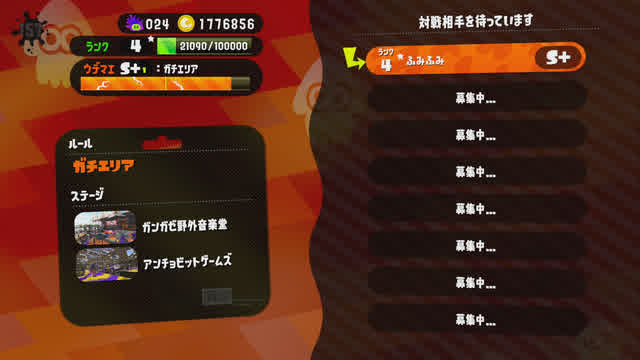 024 1776856
ランク 4 21090/100000
ウデマエ S+1 : ガチエリア
ルール
ガチエリア
ステージ
ガンガゼ野外音楽堂
アンチョビットゲームズ
対戦相手を待っています
ランク 4 ふみふみ S+
募集中...
募集中...
募集中...
募集中...
募集中...
募集中...
募集中...